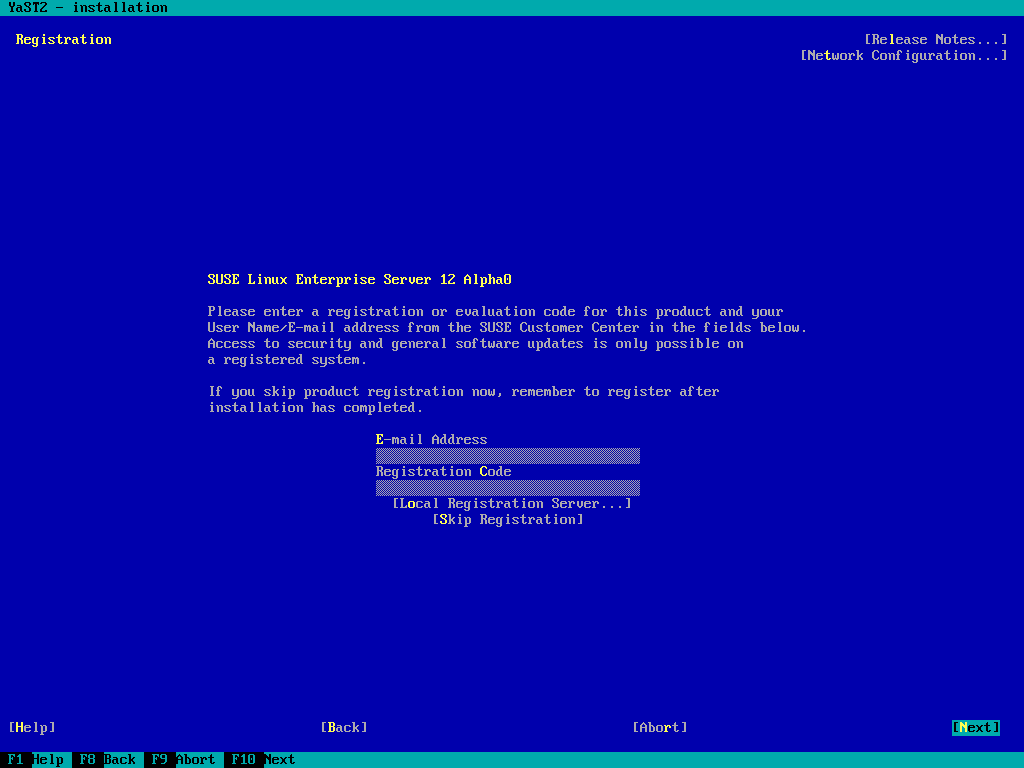 YaST2 - installation
Registration
[Release Notes...]
[Network Configuration...]
SUSE Linux Enterprise Server 12 Alpha0
Please enter a registration or evaluation code for this product and your
User Name/E-mail address from the SUSE Customer Center in the fields below.
Access to security and general software updates is only possible on
a registered system.
If you skip product registration now, remember to register after
installation has completed.
E-mail Address
Registration Code
[Local Registration Server...]
[Skip Registration]
[Help] [Back] [Abort] [Next]
F1 Help F8 Back F9 Abort F10 Next